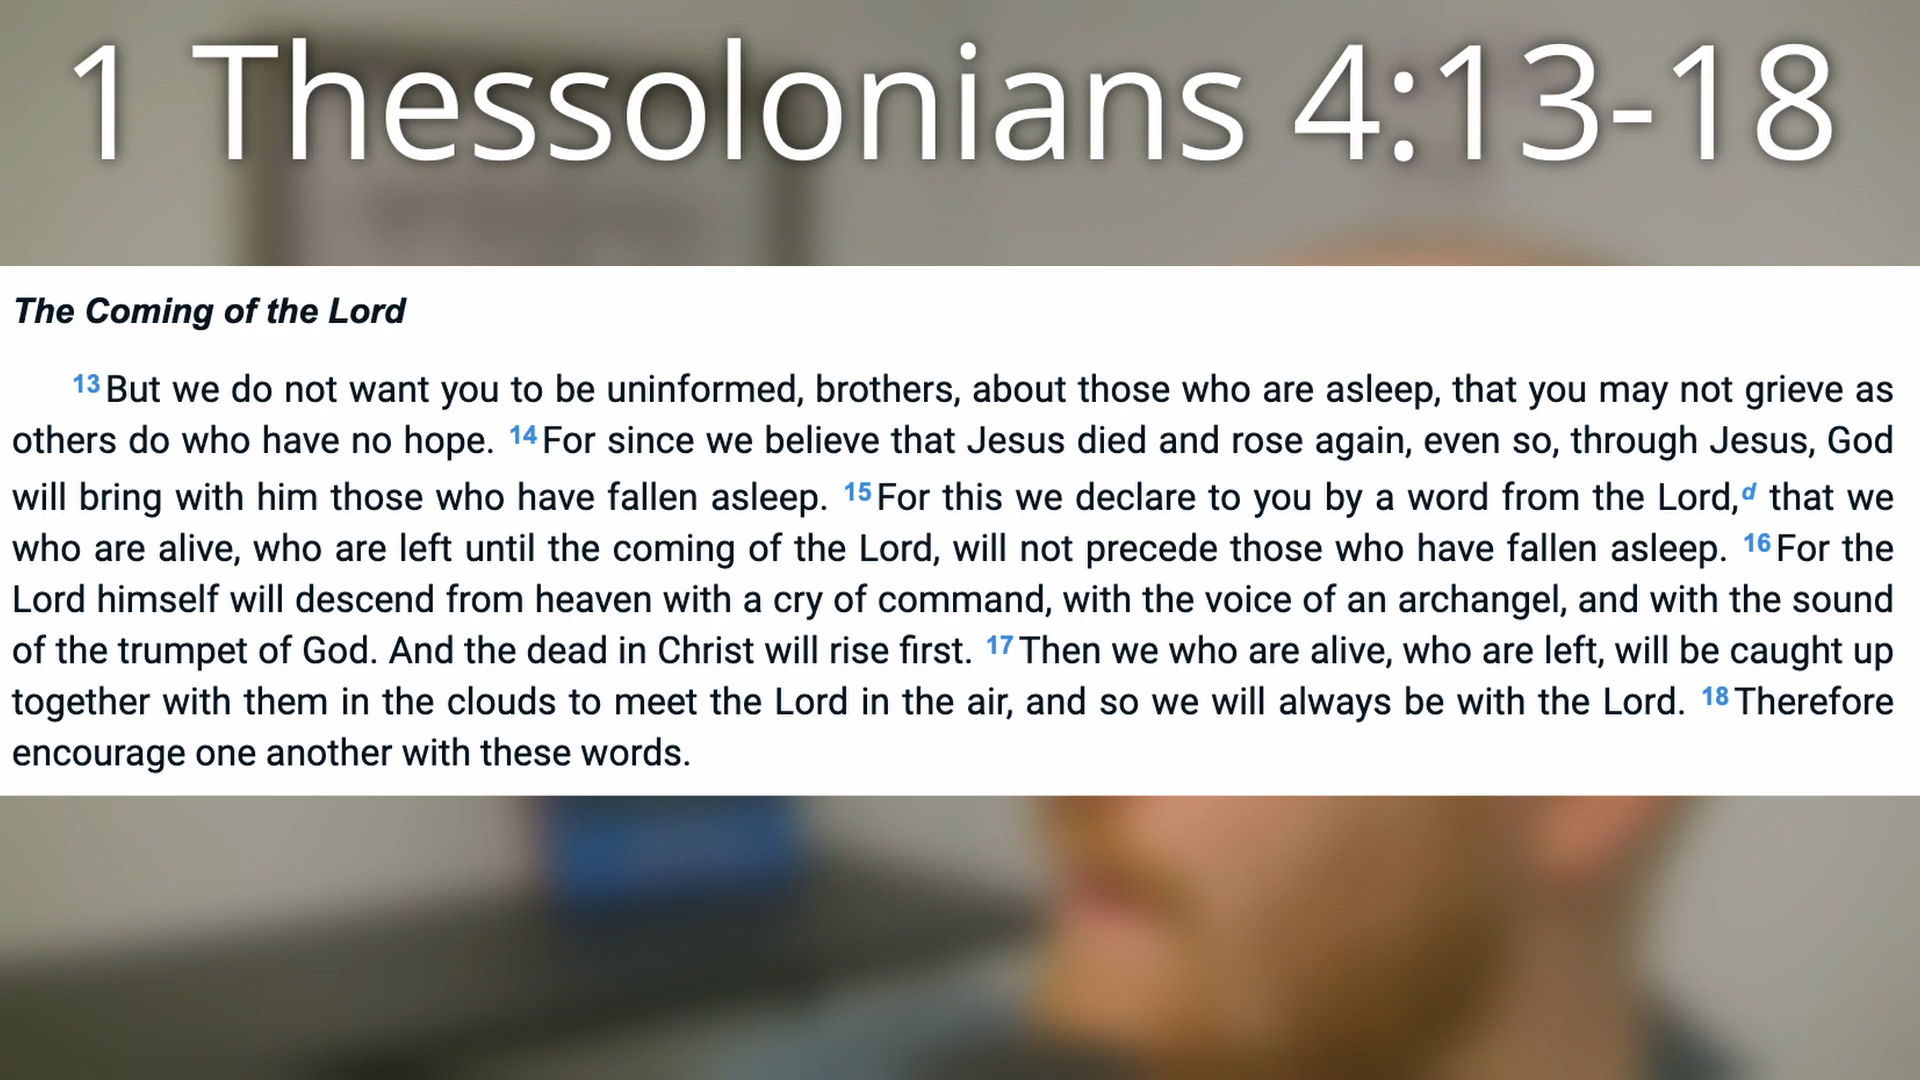 1 Thessolonians 4:13-18
The Coming of the Lord
13 But we do not want you to be uninformed, brothers, about those who are asleep, that you may not grieve as
others do who have no hope. 14 For since we believe that Jesus died and rose again, even so, through Jesus, God
will bring with him those who have fallen asleep. 15 For this we declare to you by a word from the Lord,d that we
who are alive, who are left until the coming of the Lord, will not precede those who have fallen asleep. 16 For the
Lord himself will descend from heaven with a cry of command, with the voice of an archangel, and with the sound
of the trumpet of God. And the dead in Christ will rise first. 17 Then we who are alive, who are left, will be caught up
together with them in the clouds to meet the Lord in the air, and so we will always be with the Lord. 18 Therefore
encourage one another with these words.